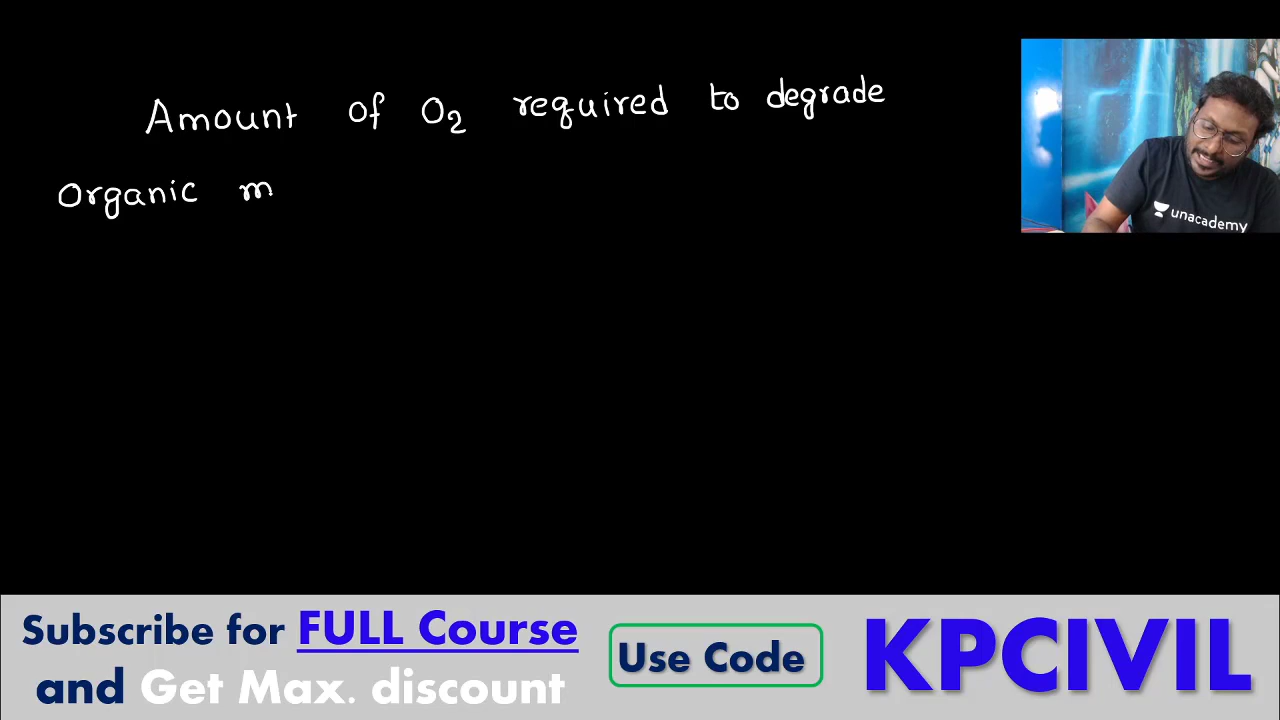 Amount of O2 required to degrade
Organic m
unacademy
Subscribe for FULL Course
and Get Max. discount
Use Code
KPCIVIL